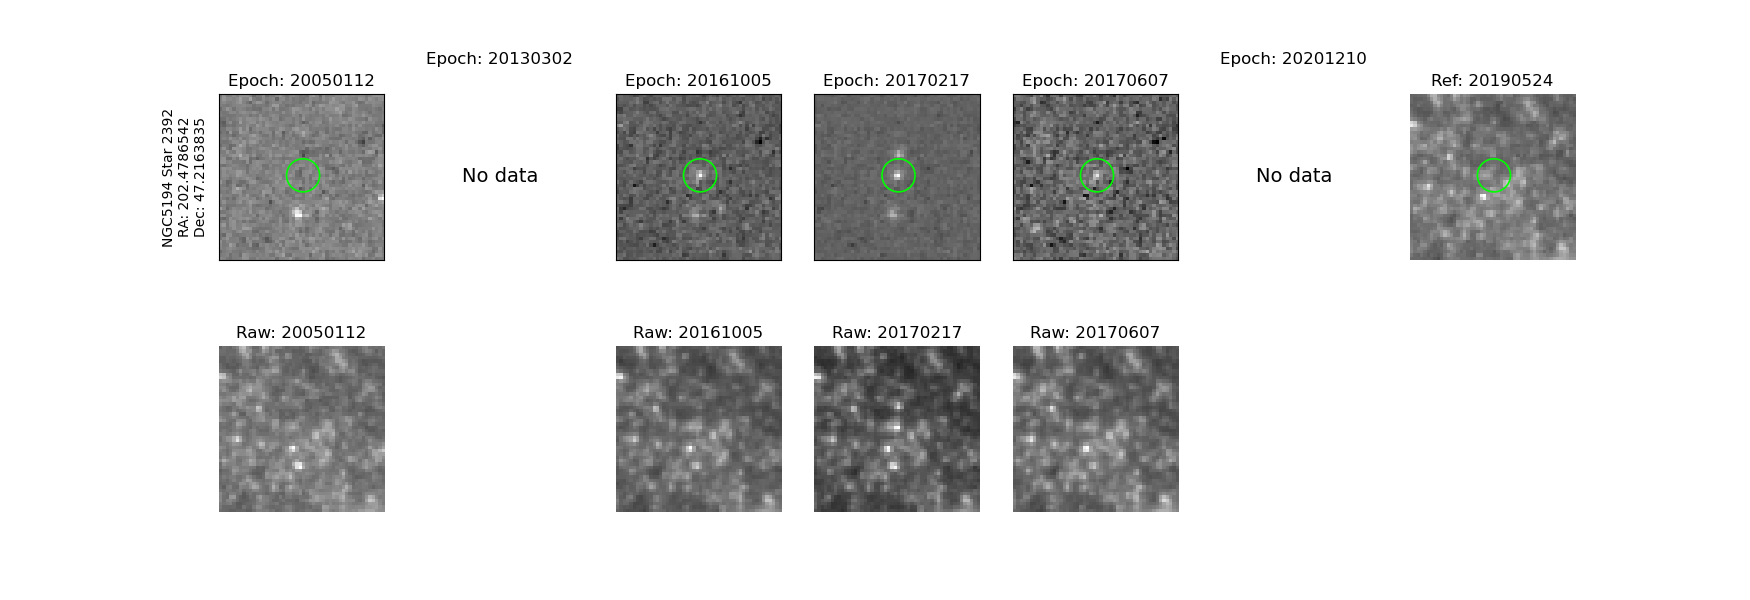 Epoch: 20130302
Epoch: 20201210
Epoch: 20050112
Epoch: 20161005
Epoch: 20170217
Epoch: 20170607
Ref: 20190524
NGC5194 Star 2392
RA: 202.4786542
Dec: 47.2163835
No data
No data
Raw: 20050112
Raw: 20161005
Raw: 20170217
Raw: 20170607